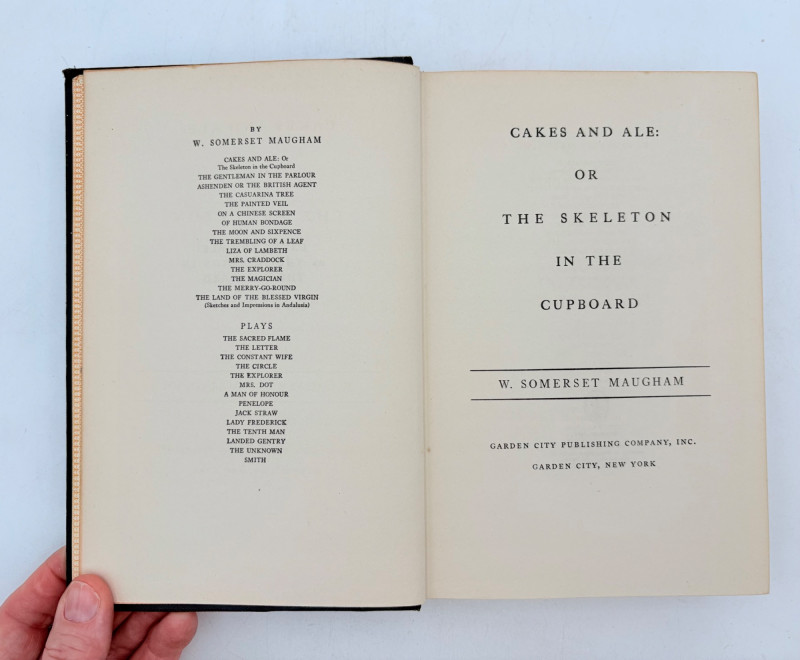 BY
W. SOMERSET MAUGHAM
CAKES AND ALE: Or
The Skeleton in the Cupboard
THE GENTLEMAN IN THE PARLOUR
ASHENDEN OR THE BRITISH AGENT
THE CASUARINA TREE
THE PAINTED VEIL
ON A CHINESE SCREEN
OF HUMAN BONDAGE
THE MOON AND SIXPENCE
THE TREMBLING OF A LEAF
LIZA OF LAMBETH
MRS. CRADDOCK
THE EXPLORER
THE MAGICIAN
THE MERRY-GO-ROUND
THE LAND OF THE BLESSED VIRGIN
(Sketches and Impressions in Andalusia)
PLAYS
THE SACRED FLAME
THE LETTER
THE CONSTANT WIFE
THE CIRCLE
THE EXPLORER
MRS. DOT
A MAN OF HONOUR
PENELOPE
JACK STRAW
LADY FREDERICK
THE TENTH MAN
LANDED GENTRY
THE UNKNOWN
SMITH
CAKES AND ALE:
OR
THE SKELETON
IN THE
CUPBOARD
W. SOMERSET MAUGHAM
GARDEN CITY PUBLISHING COMPANY, INC.
GARDEN CITY, NEW YORK